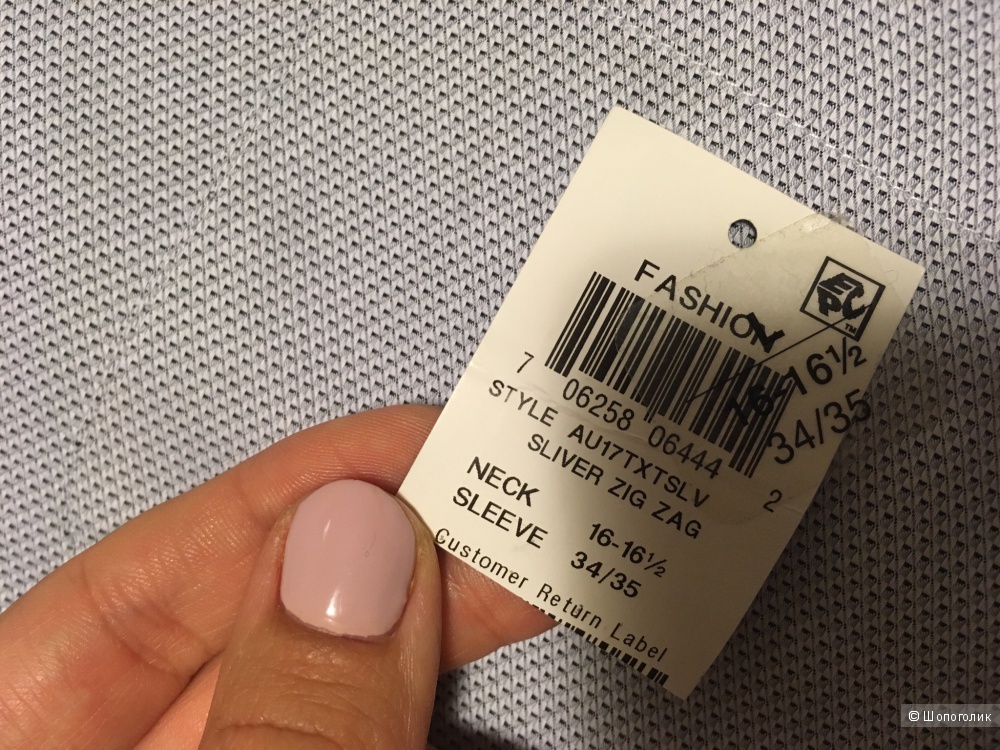 FASHION
7 06258 06444 2
STYLE AU17TXTSLV
SLIVER ZIG ZAG
NECK 16-16½
SLEEVE 34/35
Customer Return Label
16-16½
34/35
© Шопоголик